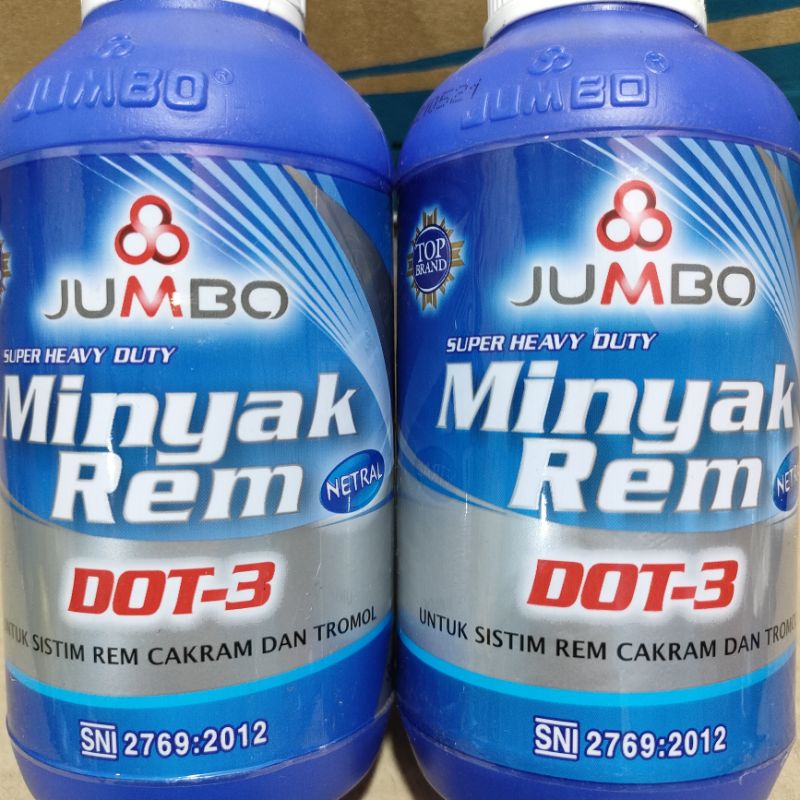 JUMBO
JUMBO
SUPER HEAVY DUTY
Minyak
Rem
NETRAL
DOT-3
UNTUK SISTIM REM CAKRAM DAN TROMOL
SNI 2769:2012
JUMBO®
TOP
BRAND
JUMBO
SUPER HEAVY DUTY
Minyak
Rem
DOT-3
UNTUK SISTIM REM CAKRAM DAN
SNI 2769:2012